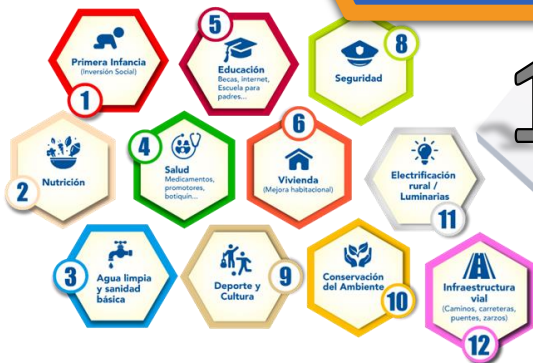 Primera Infancia
(Inversión Social)
1
Nutrición
2
Agua limpia
y sanidad
básica
3
Salud
Medicamentos,
promotores,
botiquín...
4
Educación
Becas, internet,
Escuela para
padres...
5
Vivienda
(Mejora habitacional)
6
Seguridad
8
Deporte y
Cultura
9
Conservación
del Ambiente
10
Electrificación
rural /
Luminarias
11
Infraestructura
vial
(Caminos, carreteras,
puentes, zarzos)
12
1